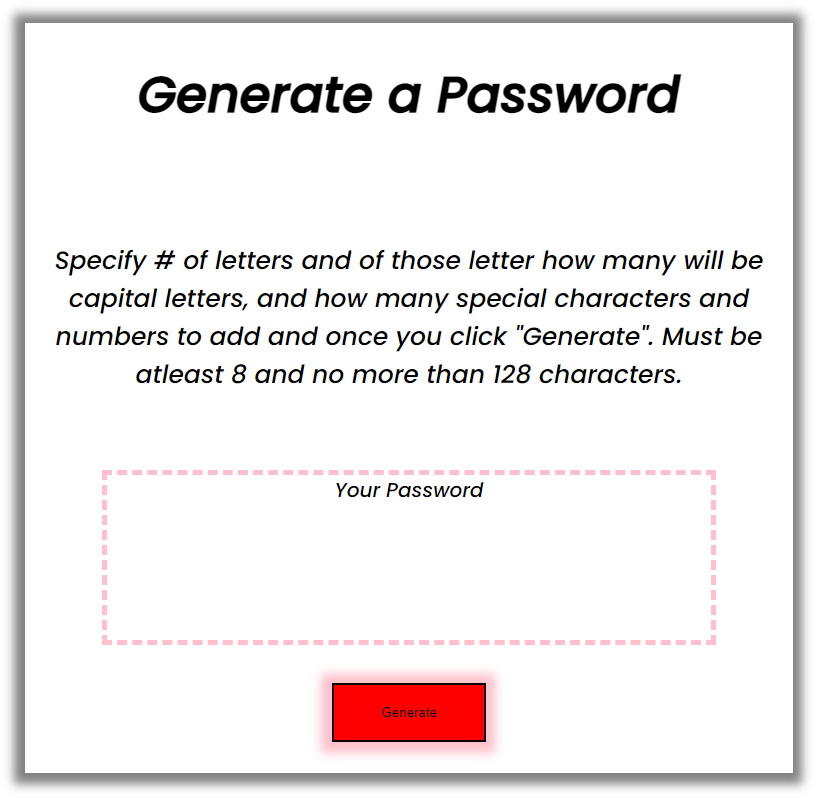 Generate a Password
Specify # of letters and of those letter how many will be
capital letters, and how many special characters and
numbers to add and once you click "Generate". Must be
atleast 8 and no more than 128 characters.
Your Password
Generate